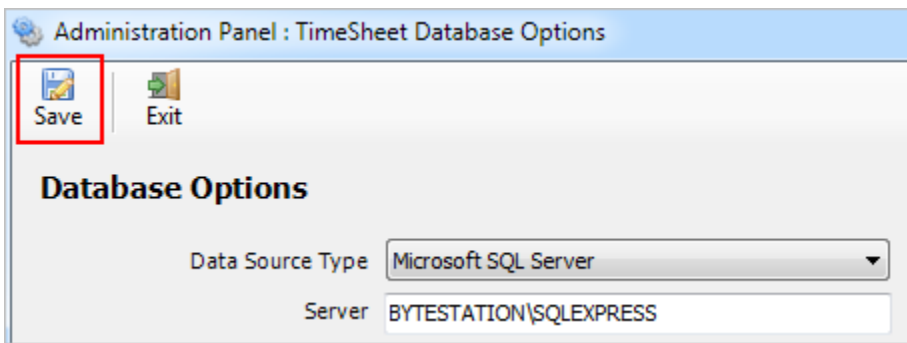 Administration Panel : TimeSheet Database Options
Save Exit
Database Options
Data Source Type Microsoft SQL Server
Server BYTESTATION\SQLEXPRESS